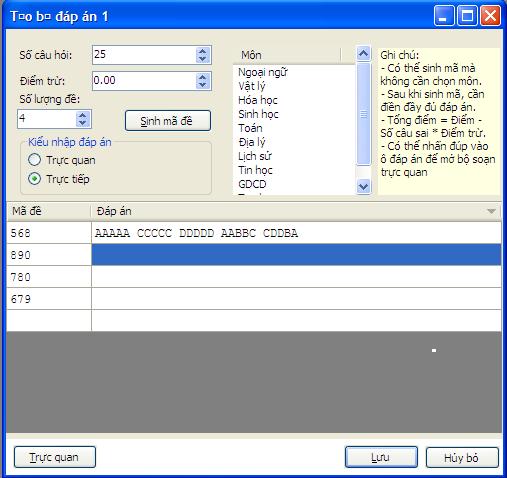 T¤o b¤ đáp án 1
Số câu hỏi:
25
Điểm trừ:
0.00
Số lượng đề:
4
Sinh mã đề
Kiểu nhập đáp án
Trực quan
Trực tiếp
Môn
Ngoại ngữ
Vật lý
Hóa học
Sinh học
Toán
Địa lý
Lịch sử
Tin học
GDCD
Ghi chú:
- Có thể sinh mã mà
không cần chọn môn.
- Sau khi sinh mã, cần
điền đầy đủ đáp án.
- Tổng điểm = Điểm -
Số câu sai * Điểm trừ.
- Có thể nhấn đúp vào
ô đáp án để mở bộ soạn
trực quan
Mã đề Đáp án
568 AAAAA CCCCC DDDDD AABBC CDDBA
890
780
679
Trực quan
Lưu
Hủy bỏ